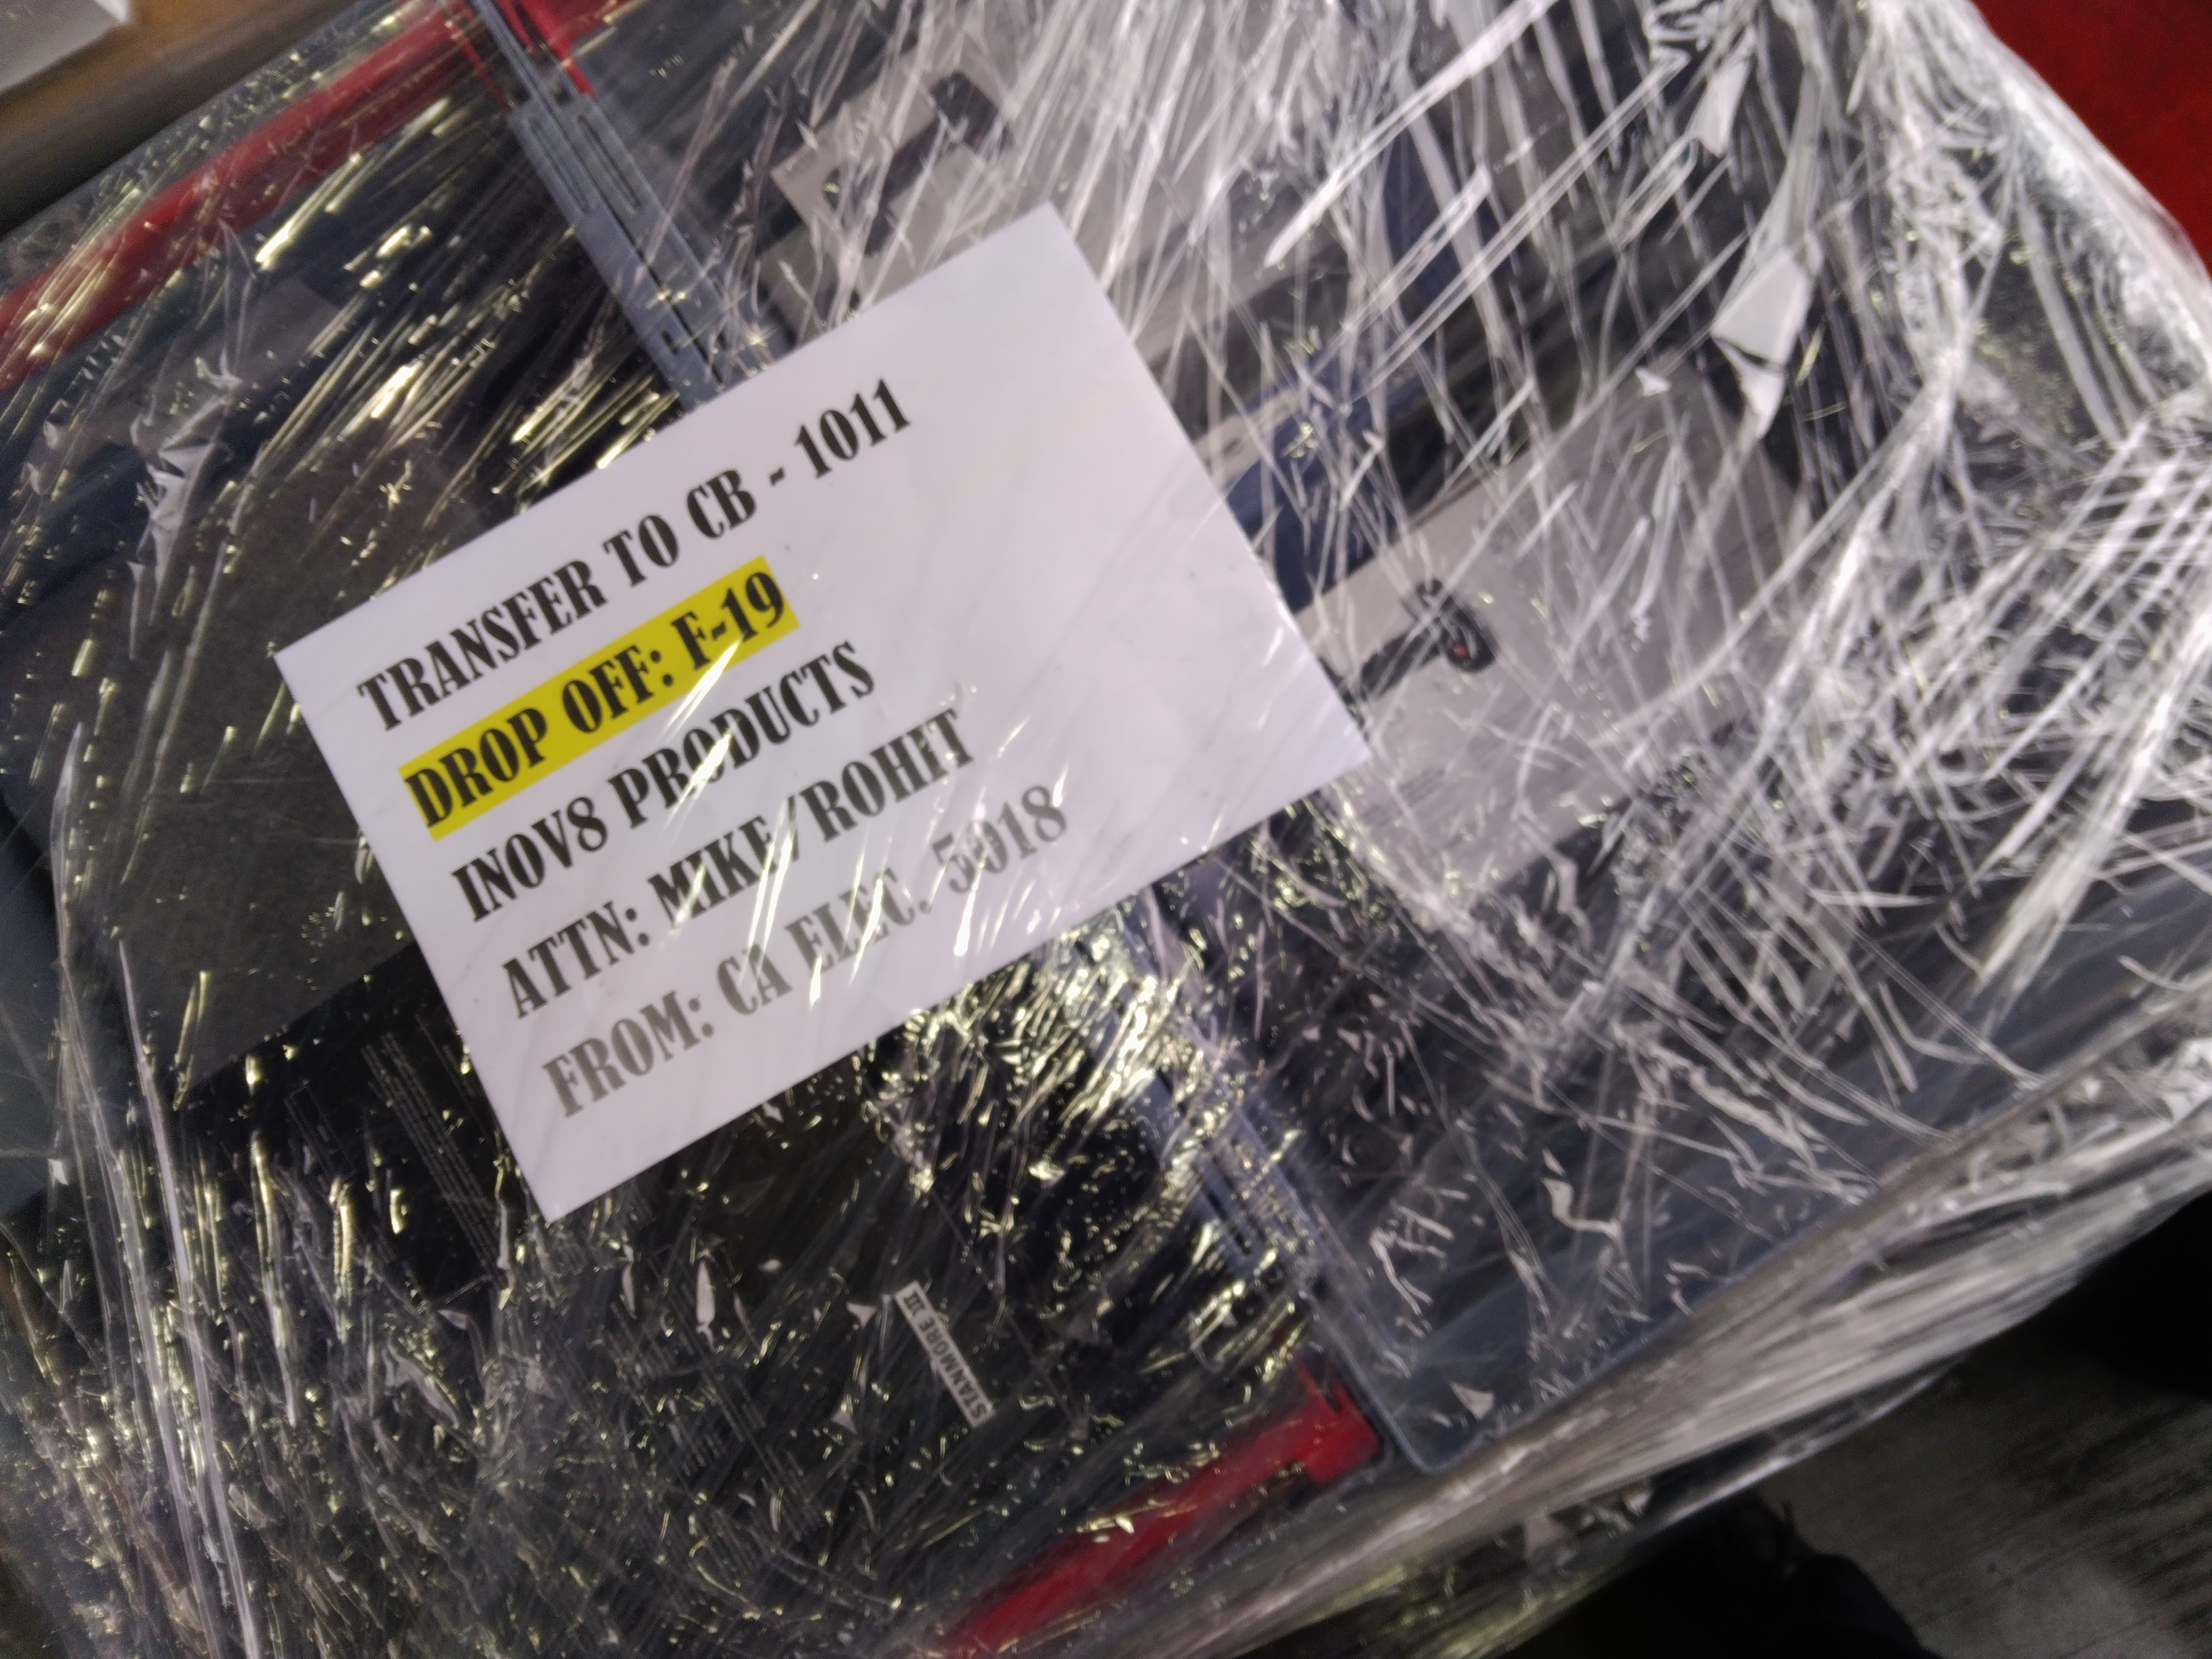 TRANSFER TO CB - 1011
DROP OFF: F-19
INOV8 PRODUCTS
ATTN: MIKE/ROHIT
FROM: CA ELEC. 5018
STANMORE III